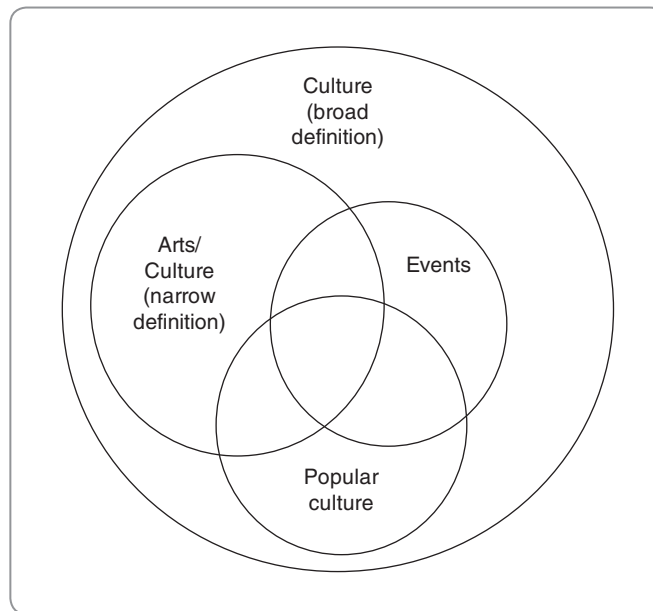 Culture
(broad
definition)
Arts/
Culture
(narrow
definition)
Events
Popular
culture